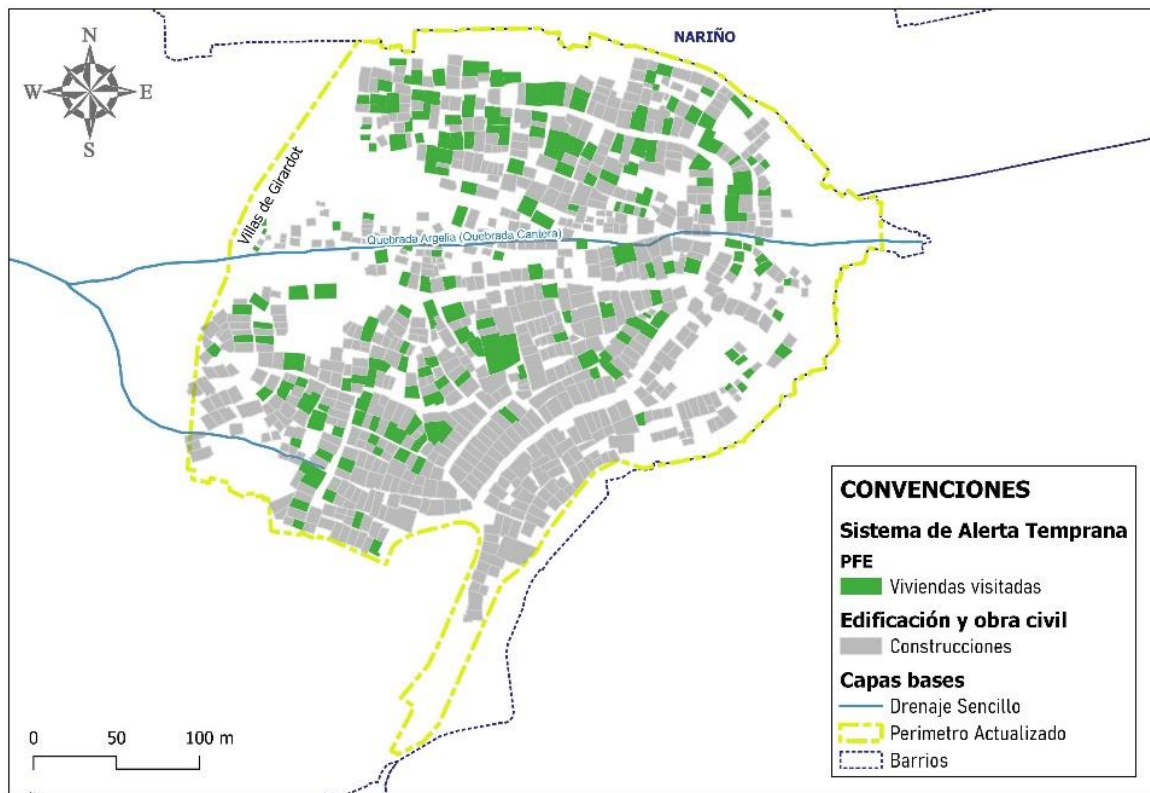 NARIÑO
N
W E
S
Villas de Girardot
Quebrada Argelia (Quebrada Cantera)
CONVENCIONES
Sistema de Alerta Temprana
PFE
Viviendas visitadas
Edificación y obra civil
Construcciones
Capas bases
Drenaje Sencillo
Perimetro Actualizado
Barrios
0 50 100 m